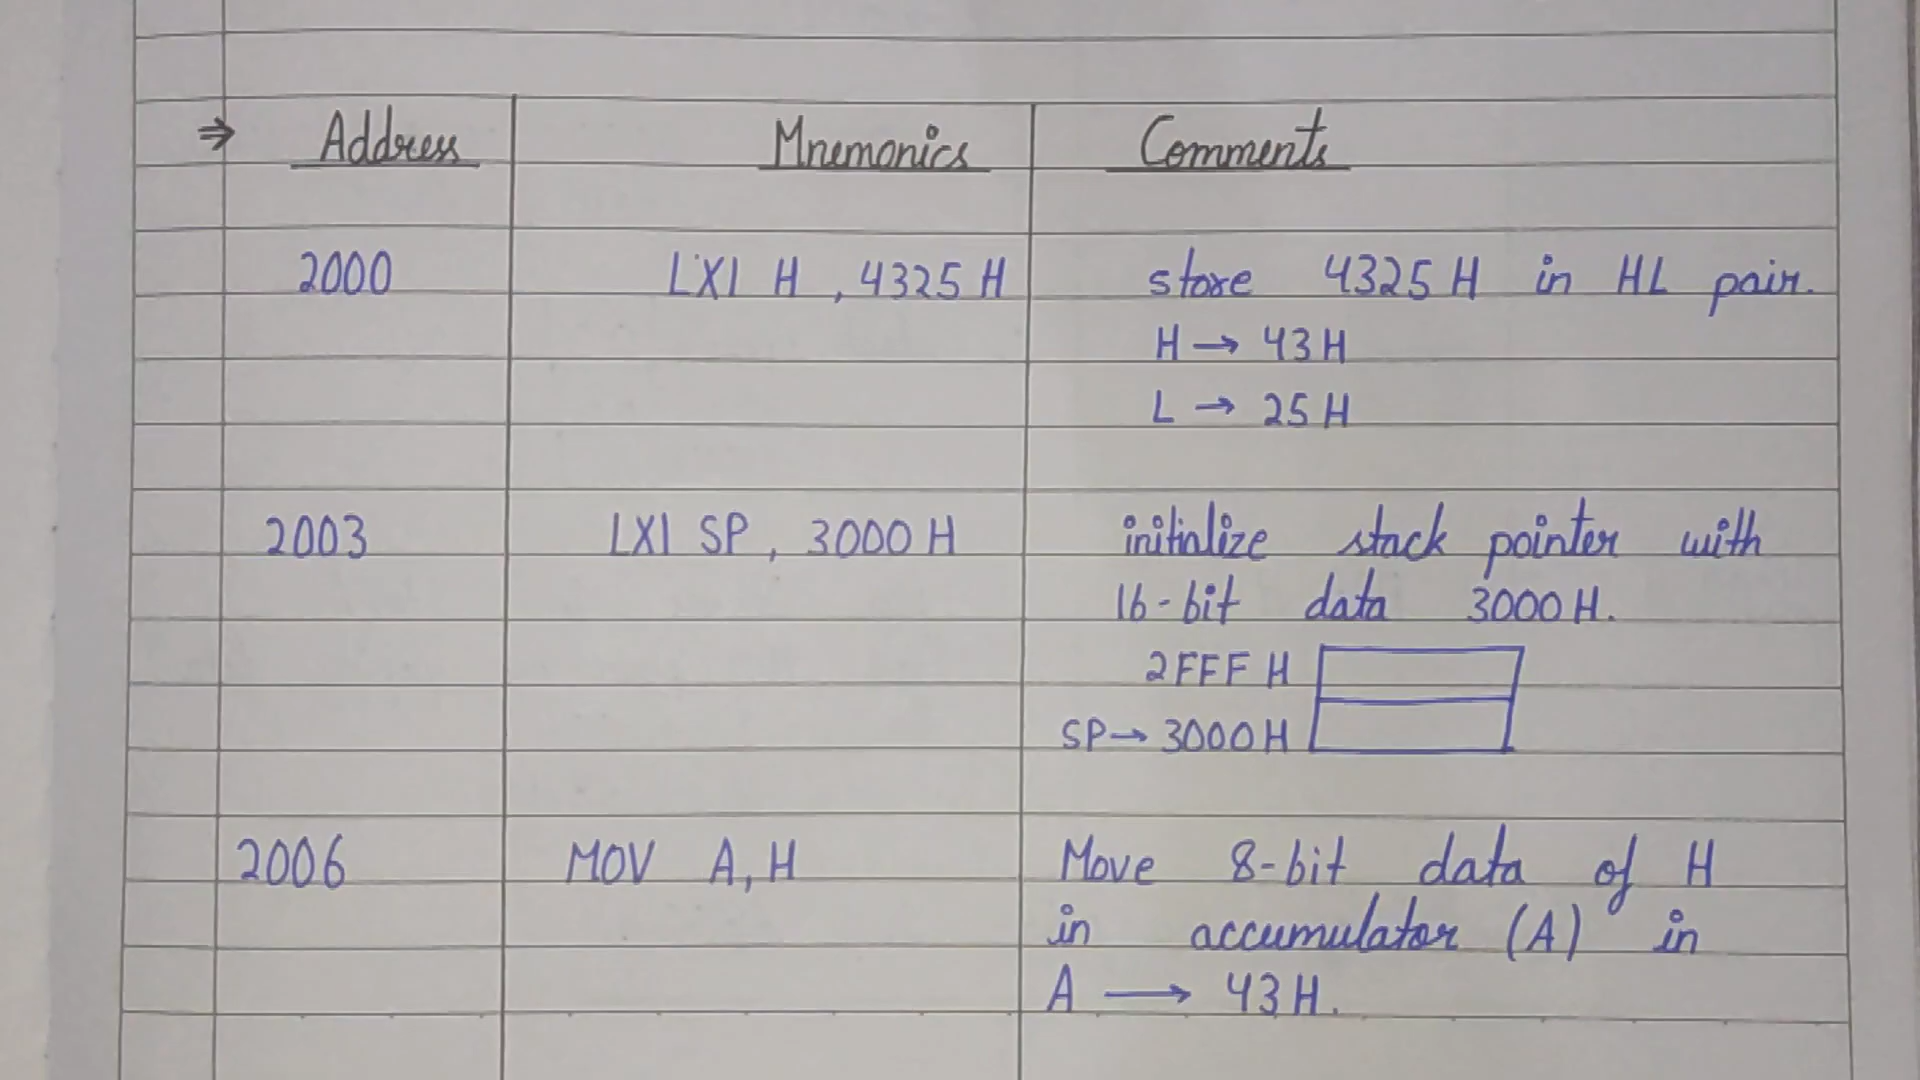 ⇒ Address Mnemonics Comments
2000 LXI H , 4325 H store 4325 H in HL pair.
H → 43 H
L → 25 H
2003 LXI SP , 3000 H initialize stack pointer with
16-bit data 3000 H.
2FFF H
SP → 3000 H
2006 MOV A, H Move 8-bit data of H
in accumulator (A) in
A → 43 H.